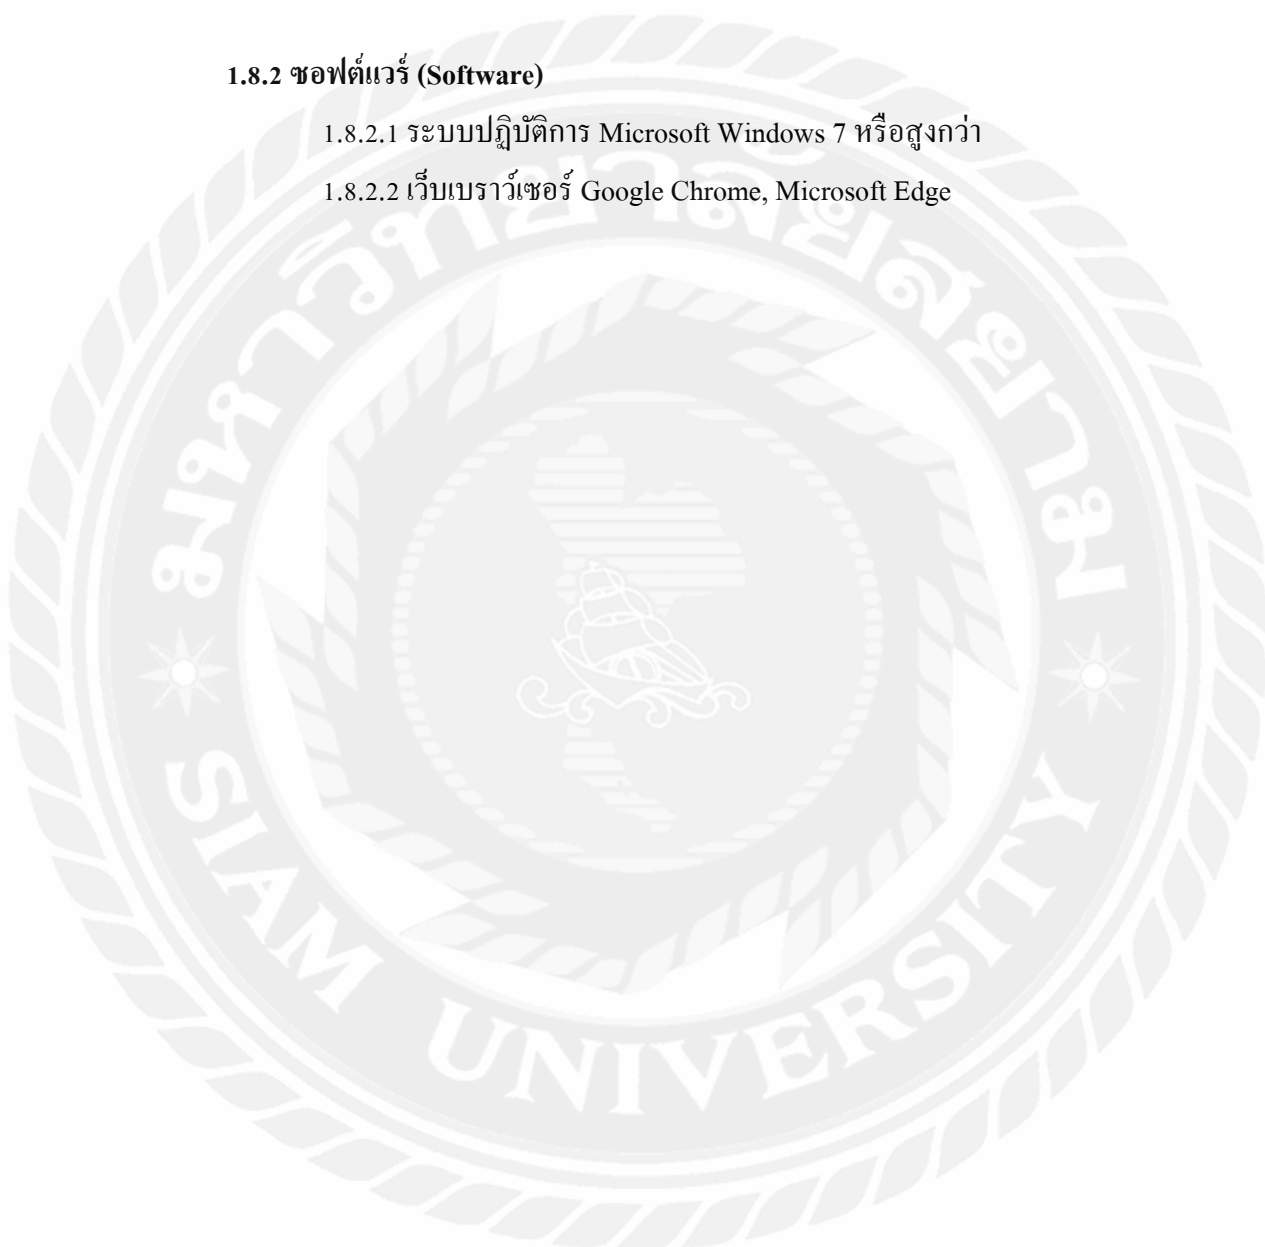 1.8.2 ซอฟต์แวร์ (Software)
1.8.2.1 ระบบปฏิบัติการ Microsoft Windows 7 หรือสูงกว่า
1.8.2.2 เว็บเบราว์เซอร์ Google Chrome, Microsoft Edge
มหาวิทยาลัยสยาม
SIAM UNIVERSITY